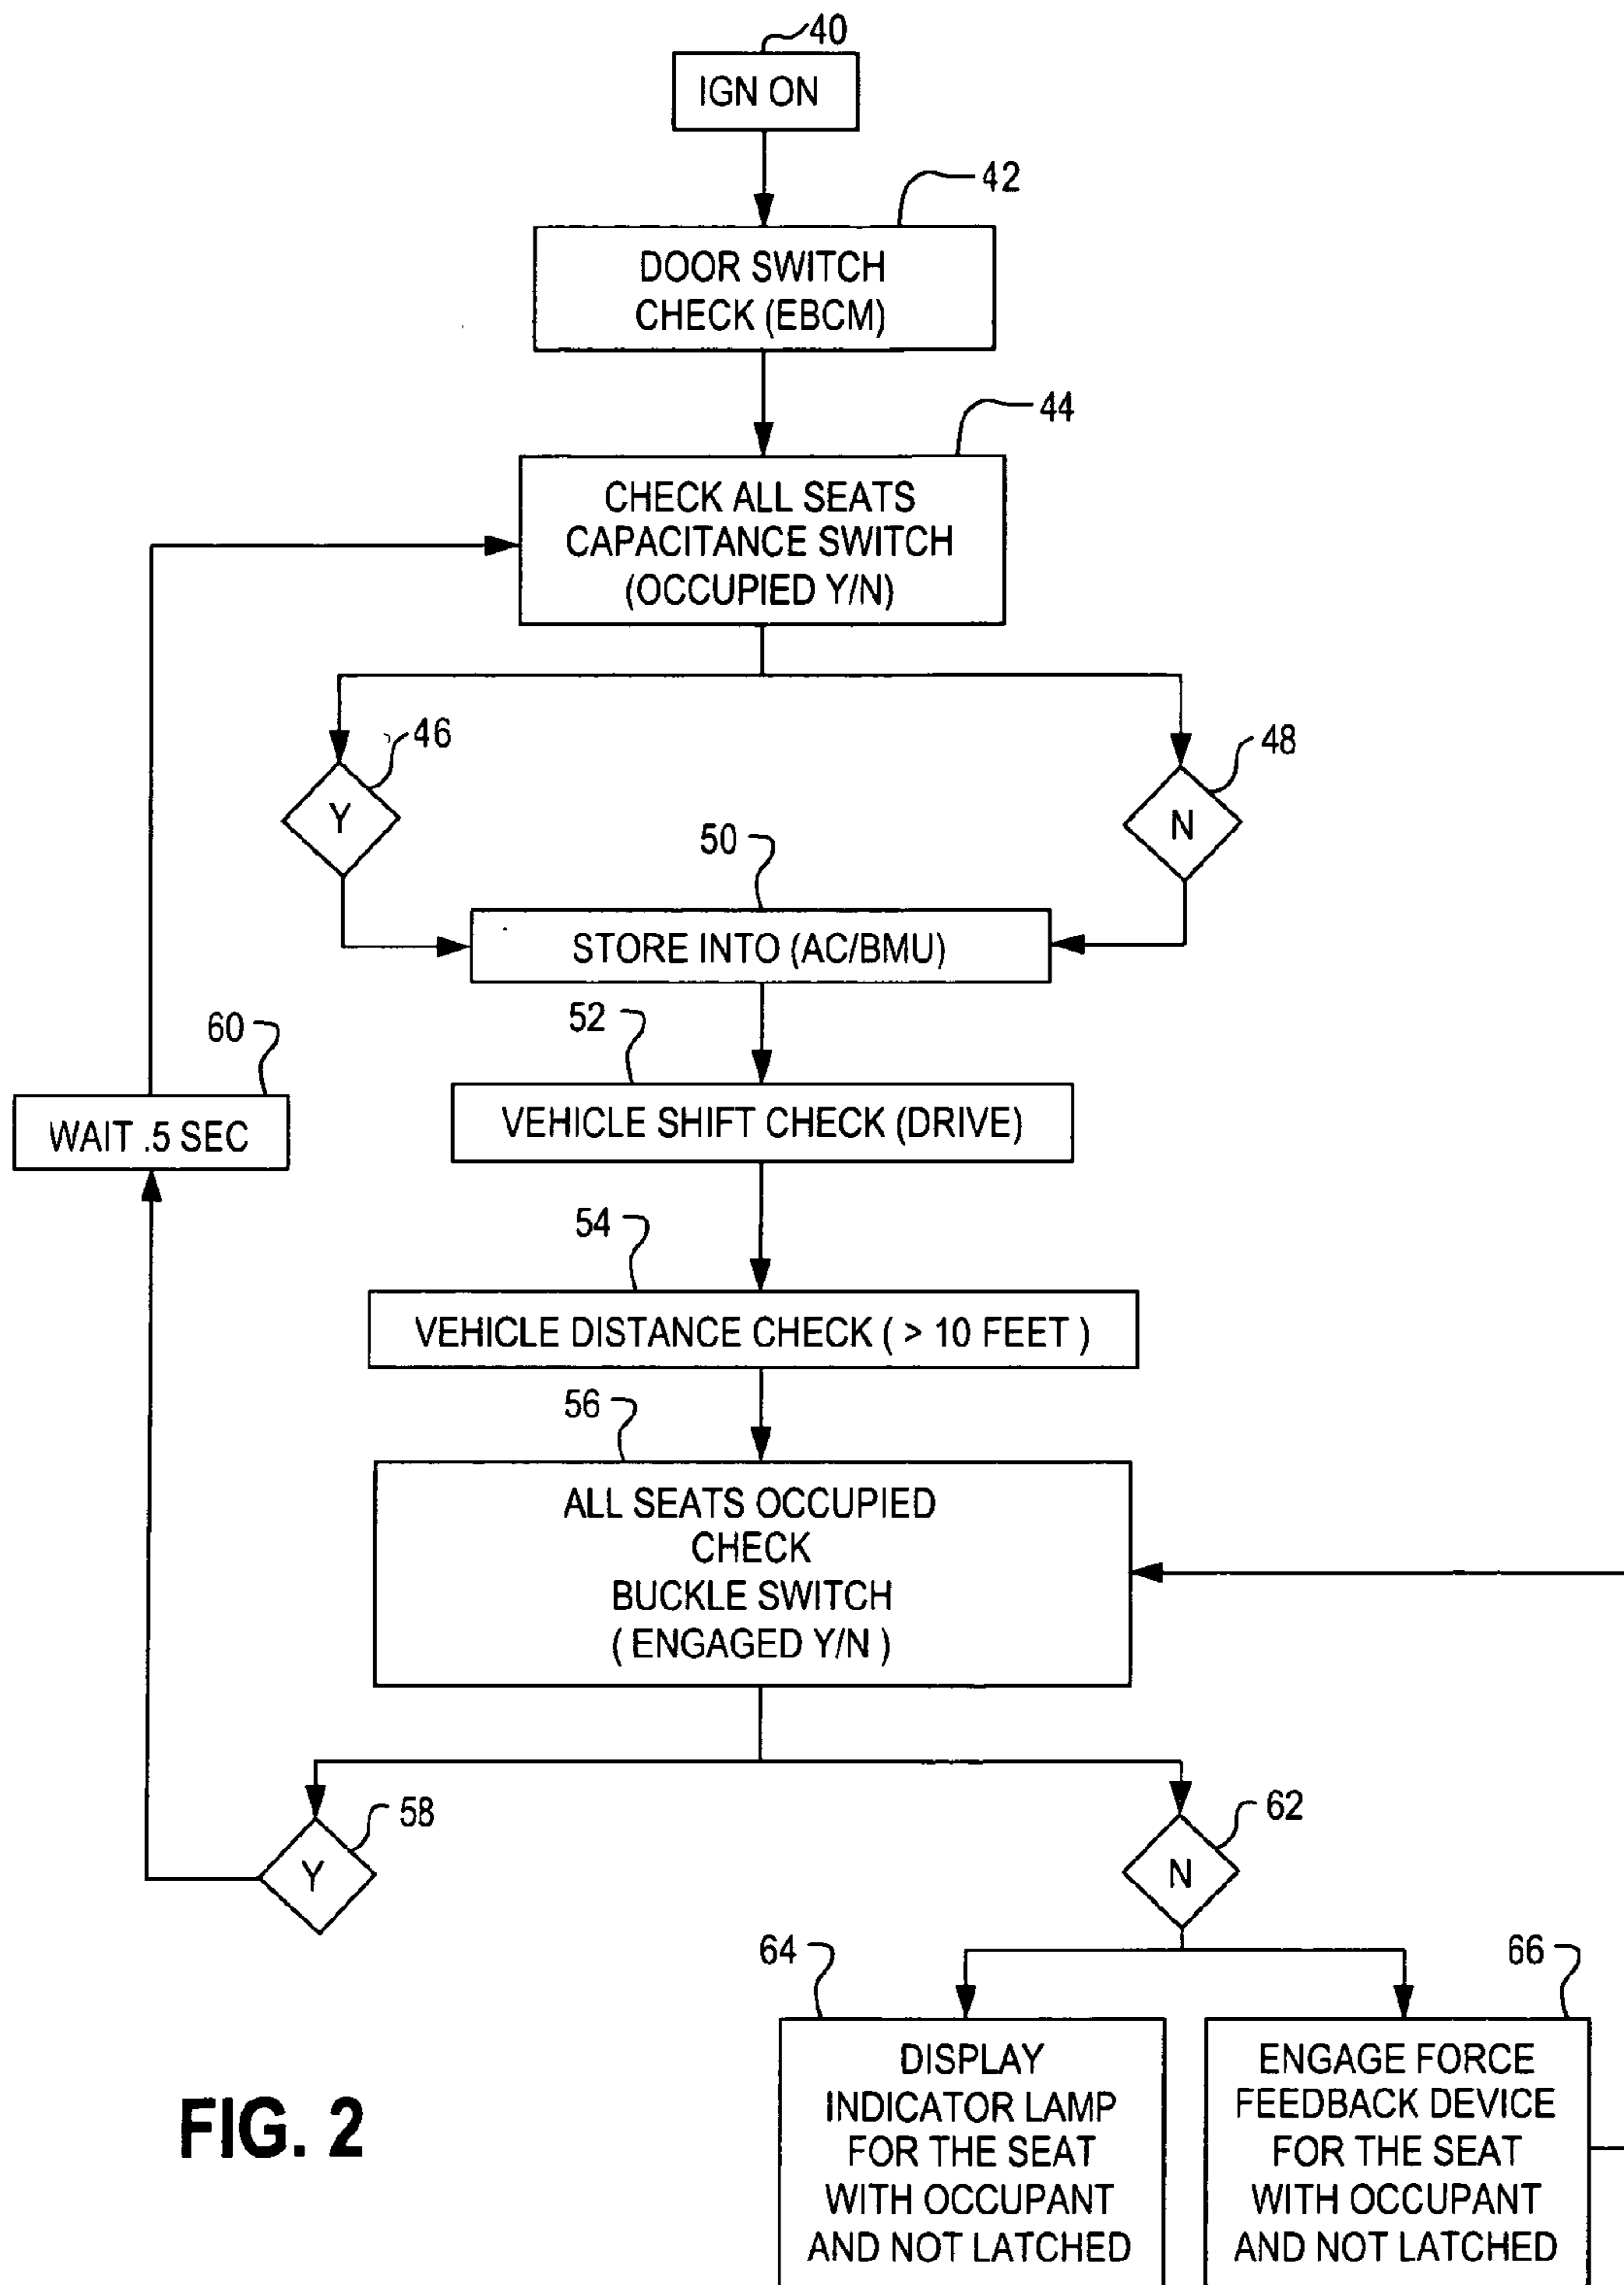 40
IGN ON
42
DOOR SWITCH
CHECK (EBCM)
44
CHECK ALL SEATS
CAPACITANCE SWITCH
(OCCUPIED Y/N)
46
48
Y
N
50
STORE INTO (AC/BMU)
52
60
VEHICLE SHIFT CHECK (DRIVE)
WAIT .5 SEC
54
VEHICLE DISTANCE CHECK ( > 10 FEET )
56
ALL SEATS OCCUPIED
CHECK
BUCKLE SWITCH
( ENGAGED Y/N )
58
62
Y
N
64
66
DISPLAY
INDICATOR LAMP
FOR THE SEAT
WITH OCCUPANT
AND NOT LATCHED
ENGAGE FORCE
FEEDBACK DEVICE
FOR THE SEAT
WITH OCCUPANT
AND NOT LATCHED
FIG. 2